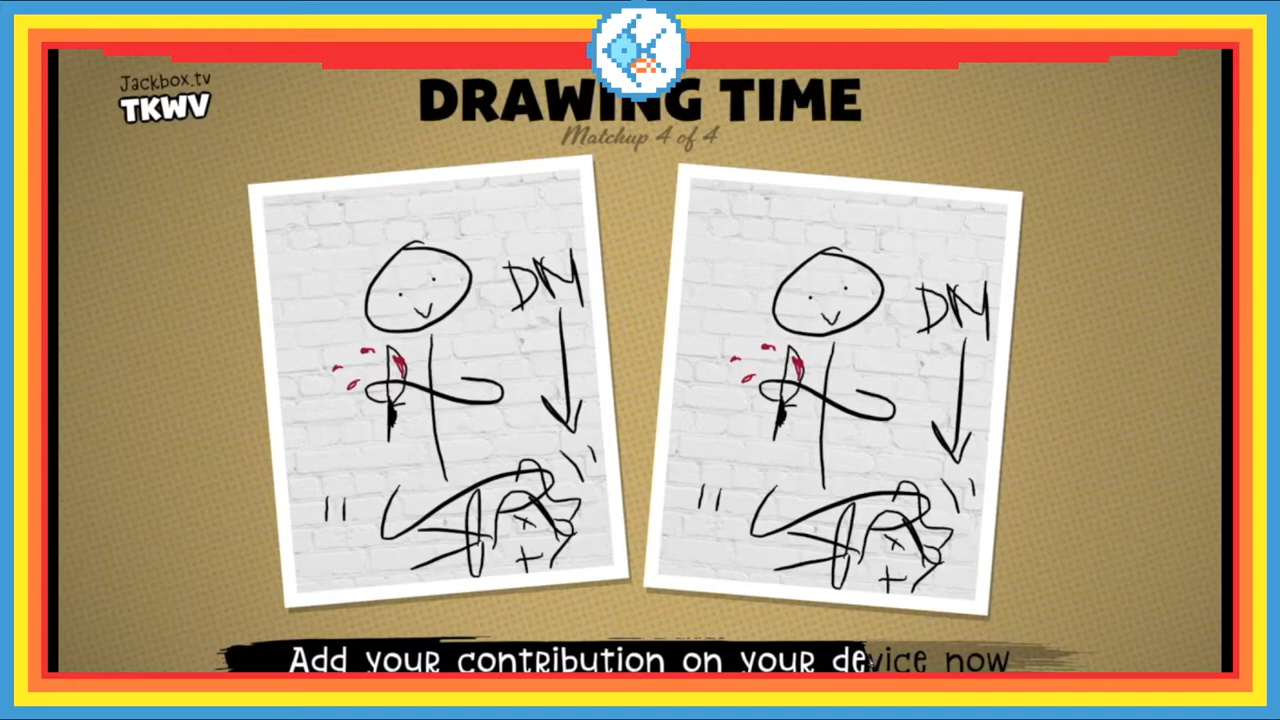 Jackbox.tv
TKWV
DRAWING TIME
Matchup 4 of 4
DM
DM
Add your contribution on your device now